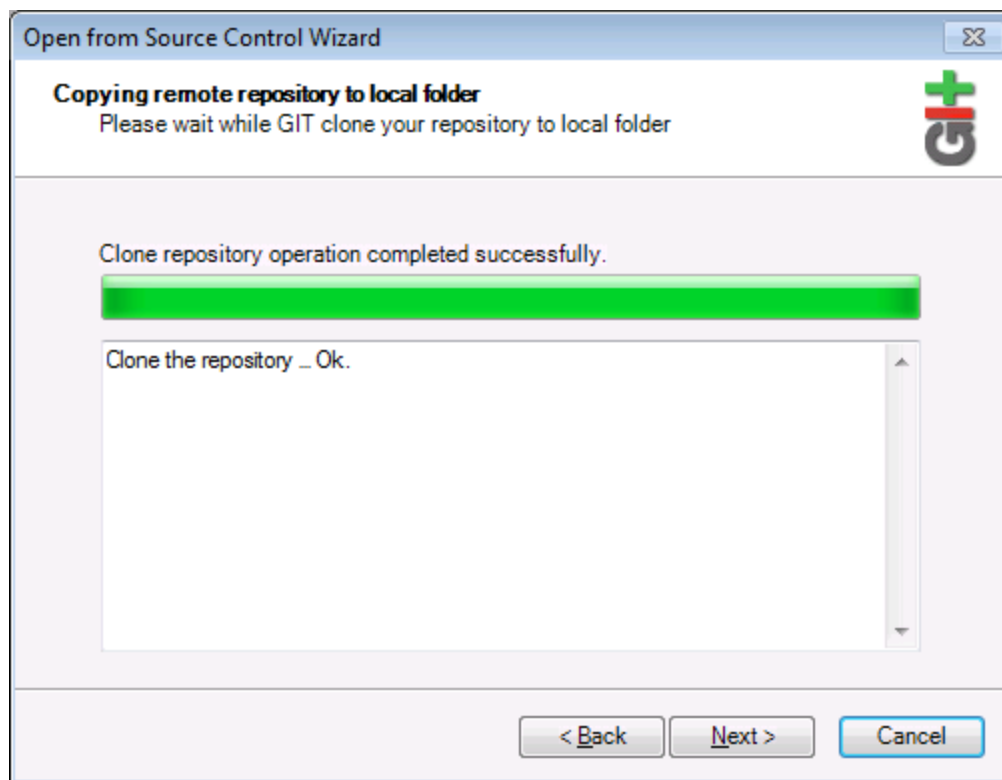 Open from Source Control Wizard
Copying remote repository to local folder
Please wait while GIT clone your repository to local folder
GIt
Clone repository operation completed successfully.
Clone the repository ... Ok.
< Back
Next >
Cancel